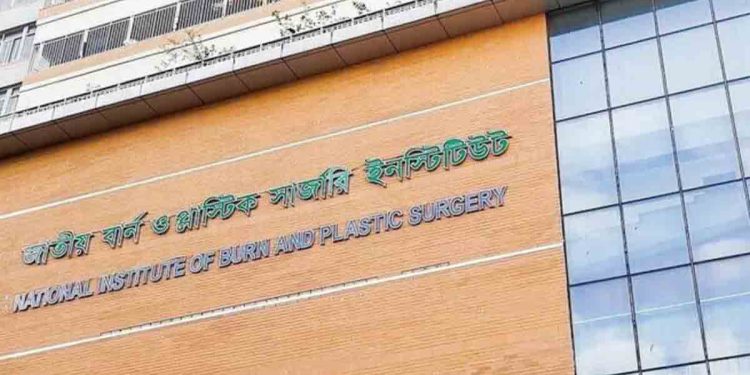 জাতীয় বার্ন ও প্লাস্টিক সার্জারি ইনস্টিটিউট
NATIONAL INSTITUTE OF BURN AND PLASTIC SURGERY